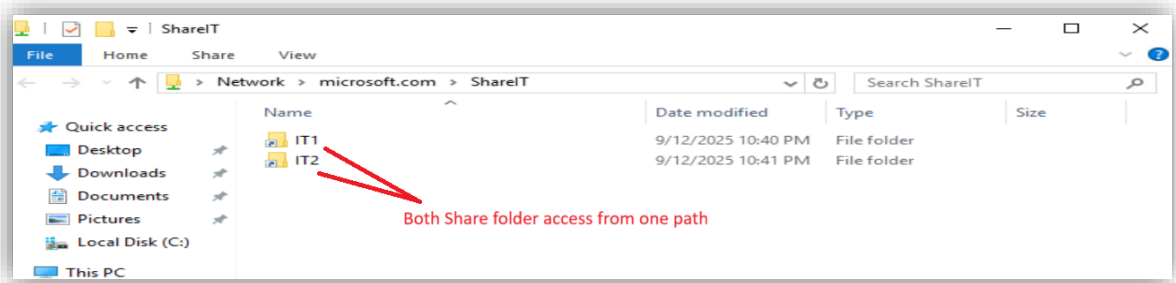 ShareIT
File Home Share View
Network > microsoft.com > ShareIT
Search ShareIT
Name Date modified Type Size
Quick access
IT1 9/12/2025 10:40 PM File folder
Desktop
IT2 9/12/2025 10:41 PM File folder
Downloads
Documents
Pictures
Both Share folder access from one path
Local Disk (C:)
This PC